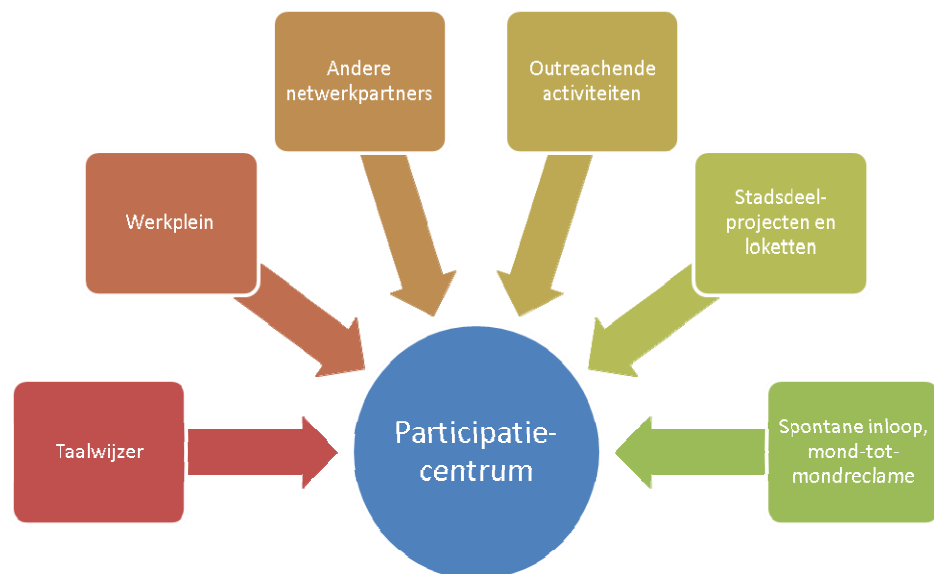 Andere
netwerkpartners
Outreachende
activiteiten
Werkplein
Stadsdeel-
projecten en
loketten
Taalwijzer
Participatie-
centrum
Spontane inloop,
mond-tot-
mondreclame